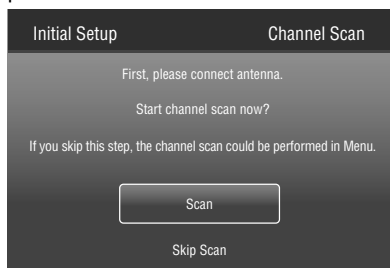 Initial Setup Channel Scan
First, please connect antenna.
Start channel scan now?
If you skip this step, the channel scan could be performed in Menu.
Scan
Skip Scan